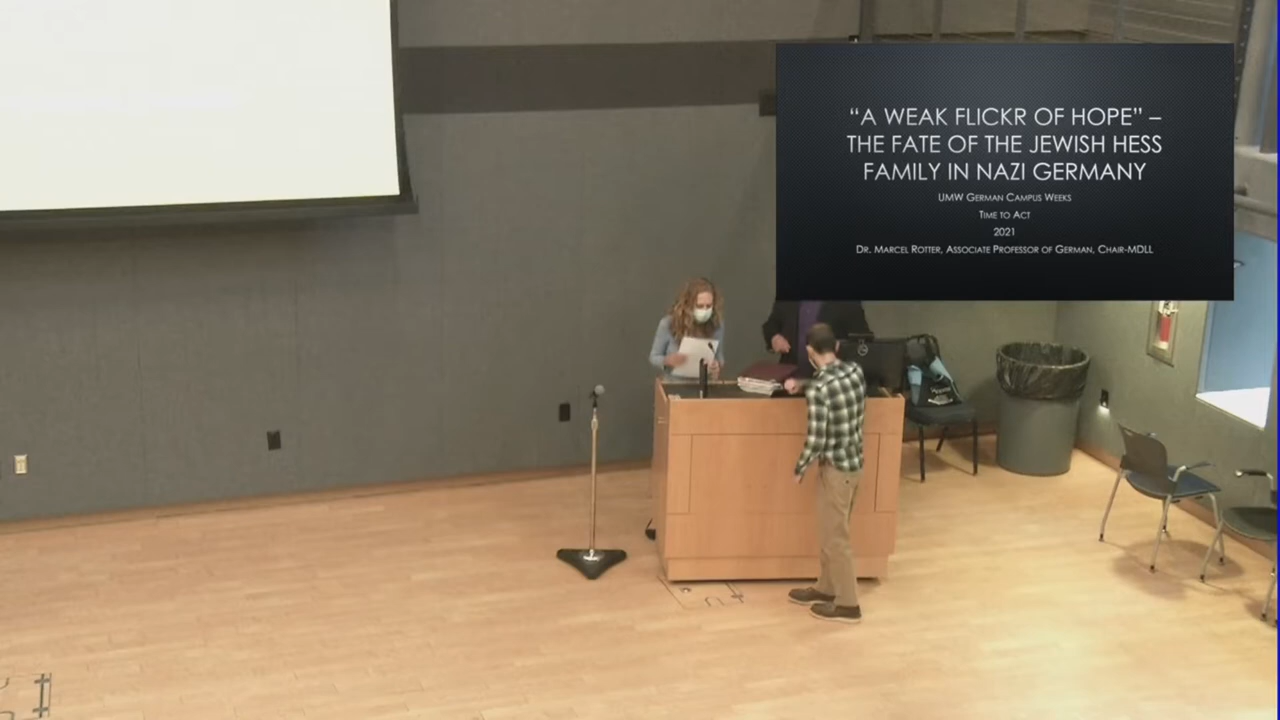 “A WEAK FLICKR OF HOPE” –
THE FATE OF THE JEWISH HESS
FAMILY IN NAZI GERMANY
UMW GERMAN CAMPUS WEEKS
TIME TO ACT
2021
DR. MARCEL ROTTER, ASSOCIATE PROFESSOR OF GERMAN, CHAIR-MDLL